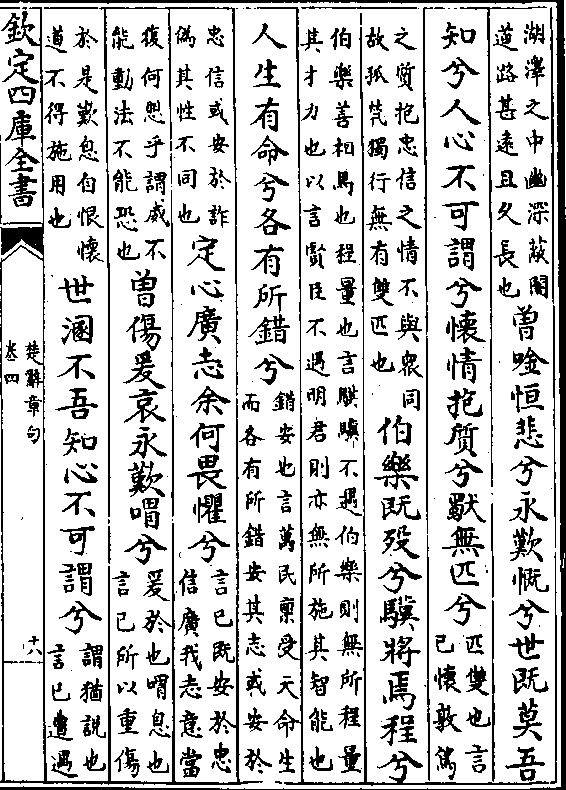 湖澤之中幽深蔽闇
道路甚遠且久長也
曾唫恒悲兮永歎慨兮世既莫吾
知兮人心不可謂兮懷情抱質兮獨無匹兮
匹雙也言
已懷敦篤
之質抱忠信之情不與衆同
故孤煢獨行無有雙匹也
伯樂既歿兮驥將焉程兮
伯樂善相馬也程量也言騏驥不遇伯樂則無所程量
其才力也以言賢臣不遇明君則亦無所施其智能也
人生有命兮各有所錯兮
錯安也言萬民稟受天命生
而各有所錯安其志或安於
忠信或安於詐
偽其性不同也
定心廣志余何畏懼兮
言已既安於忠
信廣我志意當
復何懼乎謂威不
能動法不能恐也
曾傷爰哀永歎喟兮
爰於也喟息也
言已所以重傷
於是歎息自恨懷
道不得施用也
世溷不吾知心不可謂兮
謂猶說也
言已遭遇
欽定四庫全書
楚辭章句
卷四
十八